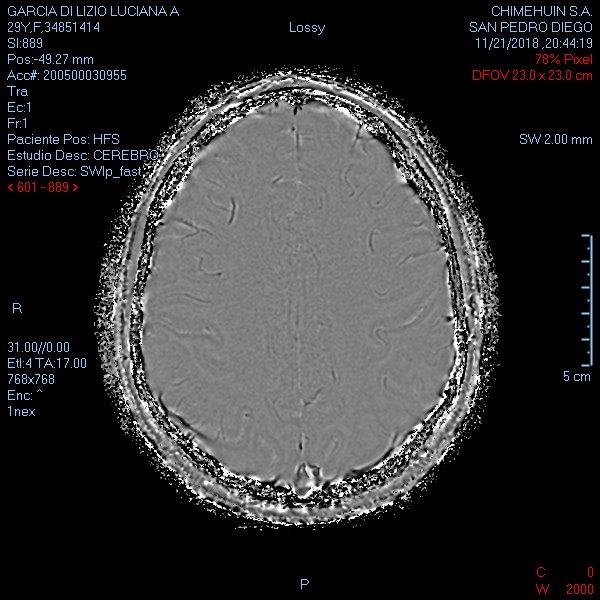 GARCIA DI LIZIO LUCIANA A
29Y,F,34851414
SI:889
Pos:-49.27 mm
Acc#: 200500030955
Tra
Ec:1
Fr:1
Paciente Pos: HFS
Estudio Desc: CEREBRO
Serie Desc: SWIp_fast
< 601 - 889 >
Lossy
CHIMEHUIN S.A.
SAN PEDRO DIEGO
11/21/2018 ,20:44:19
78% Pixel
DFOV 23.0 x 23.0 cm
SW 2.00 mm
R
31.00//0.00
Etl:4 TA:17.00
768x768
Enc: ^
1nex
5 cm
P
C 0
W 2000